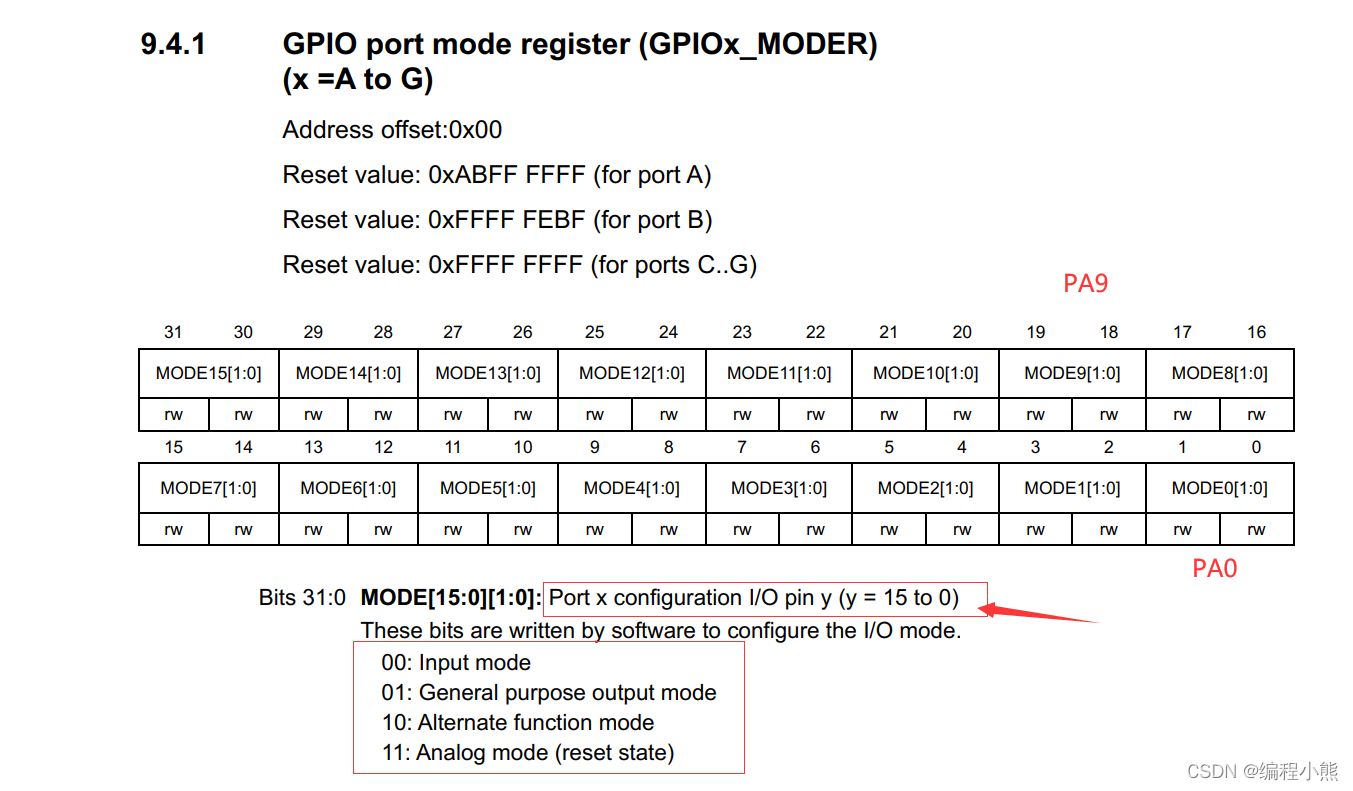 9.4.1 GPIO port mode register (GPIOx_MODER)
(x =A to G)
Address offset:0x00
Reset value: 0xABFF FFFF (for port A)
Reset value: 0xFFFF FEBF (for port B)
Reset value: 0xFFFF FFFF (for ports C..G)
PA9
31 30 29 28 27 26 25 24 23 22 21 20 19 18 17 16
MODE15[1:0] MODE14[1:0] MODE13[1:0] MODE12[1:0] MODE11[1:0] MODE10[1:0] MODE9[1:0] MODE8[1:0]
rw rw rw rw rw rw rw rw rw rw rw rw rw rw rw rw
15 14 13 12 11 10 9 8 7 6 5 4 3 2 1 0
MODE7[1:0] MODE6[1:0] MODE5[1:0] MODE4[1:0] MODE3[1:0] MODE2[1:0] MODE1[1:0] MODE0[1:0]
rw rw rw rw rw rw rw rw rw rw rw rw rw rw rw rw
PA0
Bits 31:0 MODE[15:0][1:0]: Port x configuration I/O pin y (y = 15 to 0)
These bits are written by software to configure the I/O mode.
00: Input mode
01: General purpose output mode
10: Alternate function mode
11: Analog mode (reset state)
CSDN @编程小熊